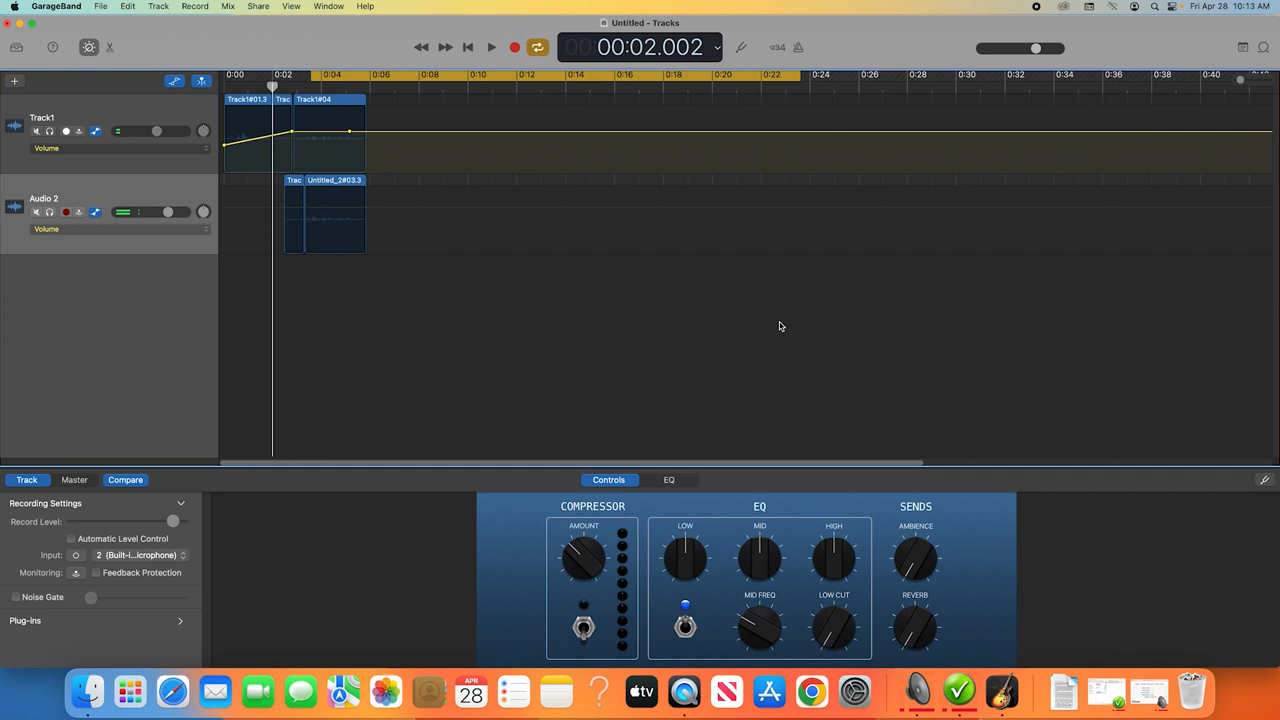 GarageBand File Edit Track Record Mix Share View Window Help Fri Apr 28 10:13 AM
Untitled - Tracks
00:00:02.002
1234
0:00 0:02 0:04 0:06 0:08 0:10 0:12 0:14 0:16 0:18 0:20 0:22 0:24 0:26 0:28 0:30 0:32 0:34 0:36 0:38 0:40
Track1#01.3 Trac Track1#04
Track1
Volume
Trac Untitled_2#03.3
Audio 2
Volume
Track Master Compare Controls EQ
Recording Settings
Record Level:
Automatic Level Control
Input: 2 (Built-i...icrophone)
Monitoring: Feedback Protection
Noise Gate
Plug-ins
COMPRESSOR EQ SENDS
AMOUNT LOW MID HIGH AMBIENCE
MID FREQ LOW CUT REVERB
APR
28
tv